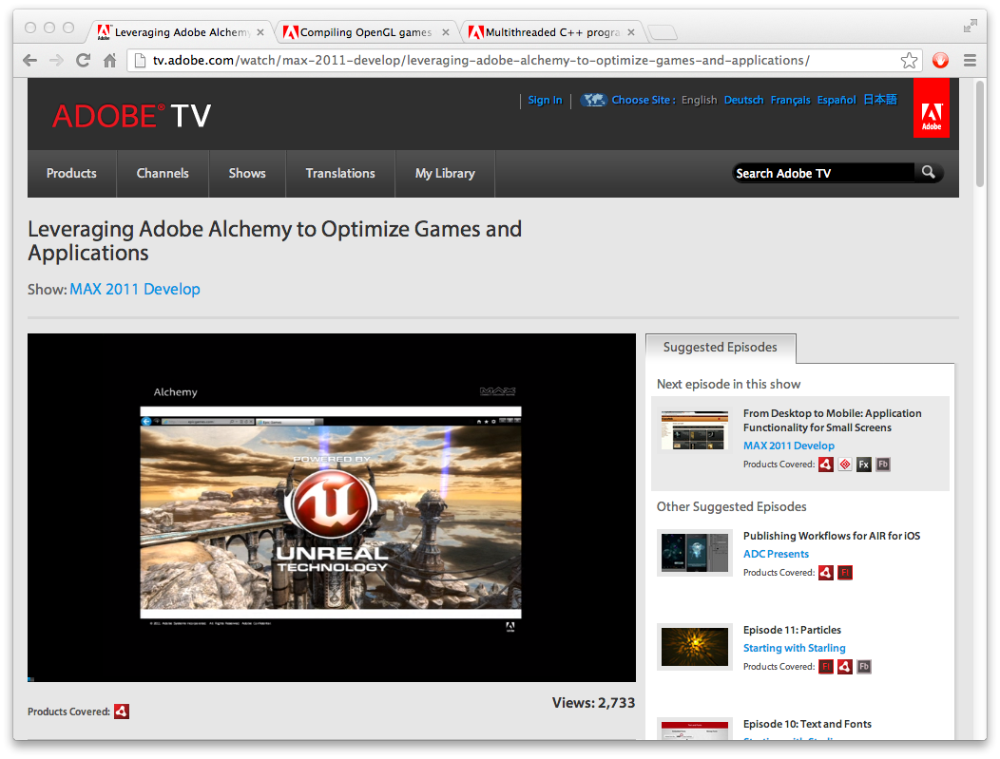 Leveraging Adobe Alchemy
Compiling OpenGL games
Multithreaded C++ progra
tv.adobe.com/watch/max-2011-develop/leveraging-adobe-alchemy-to-optimize-games-and-applications/
Sign In Choose Site : English Deutsch Français Español 日本語
ADOBE® TV
Adobe
Products Channels Shows Translations My Library
Search Adobe TV
Leveraging Adobe Alchemy to Optimize Games and
Applications
Show: MAX 2011 Develop
Alchemy
MAX
POWERED BY
UNREAL
TECHNOLOGY
Products Covered:
Views: 2,733
Suggested Episodes
Next episode in this show
From Desktop to Mobile: Application
Functionality for Small Screens
MAX 2011 Develop
Products Covered: Fx Fb
Other Suggested Episodes
Publishing Workflows for AIR for iOS
ADC Presents
Products Covered: Fl
Episode 11: Particles
Starting with Starling
Products Covered: Fl Fb
Episode 10: Text and Fonts